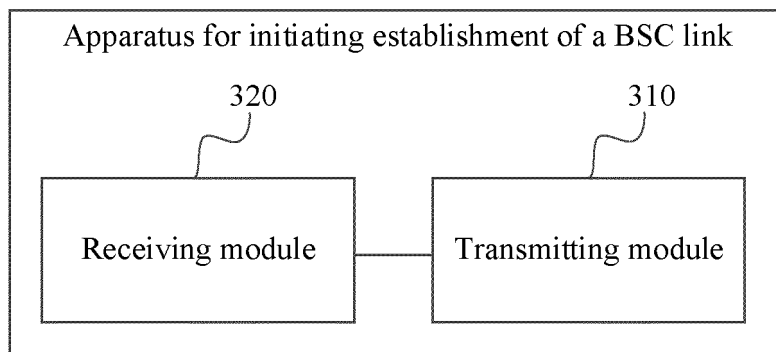 Apparatus for initiating establishment of a BSC link
320
310
Receiving module
Transmitting module